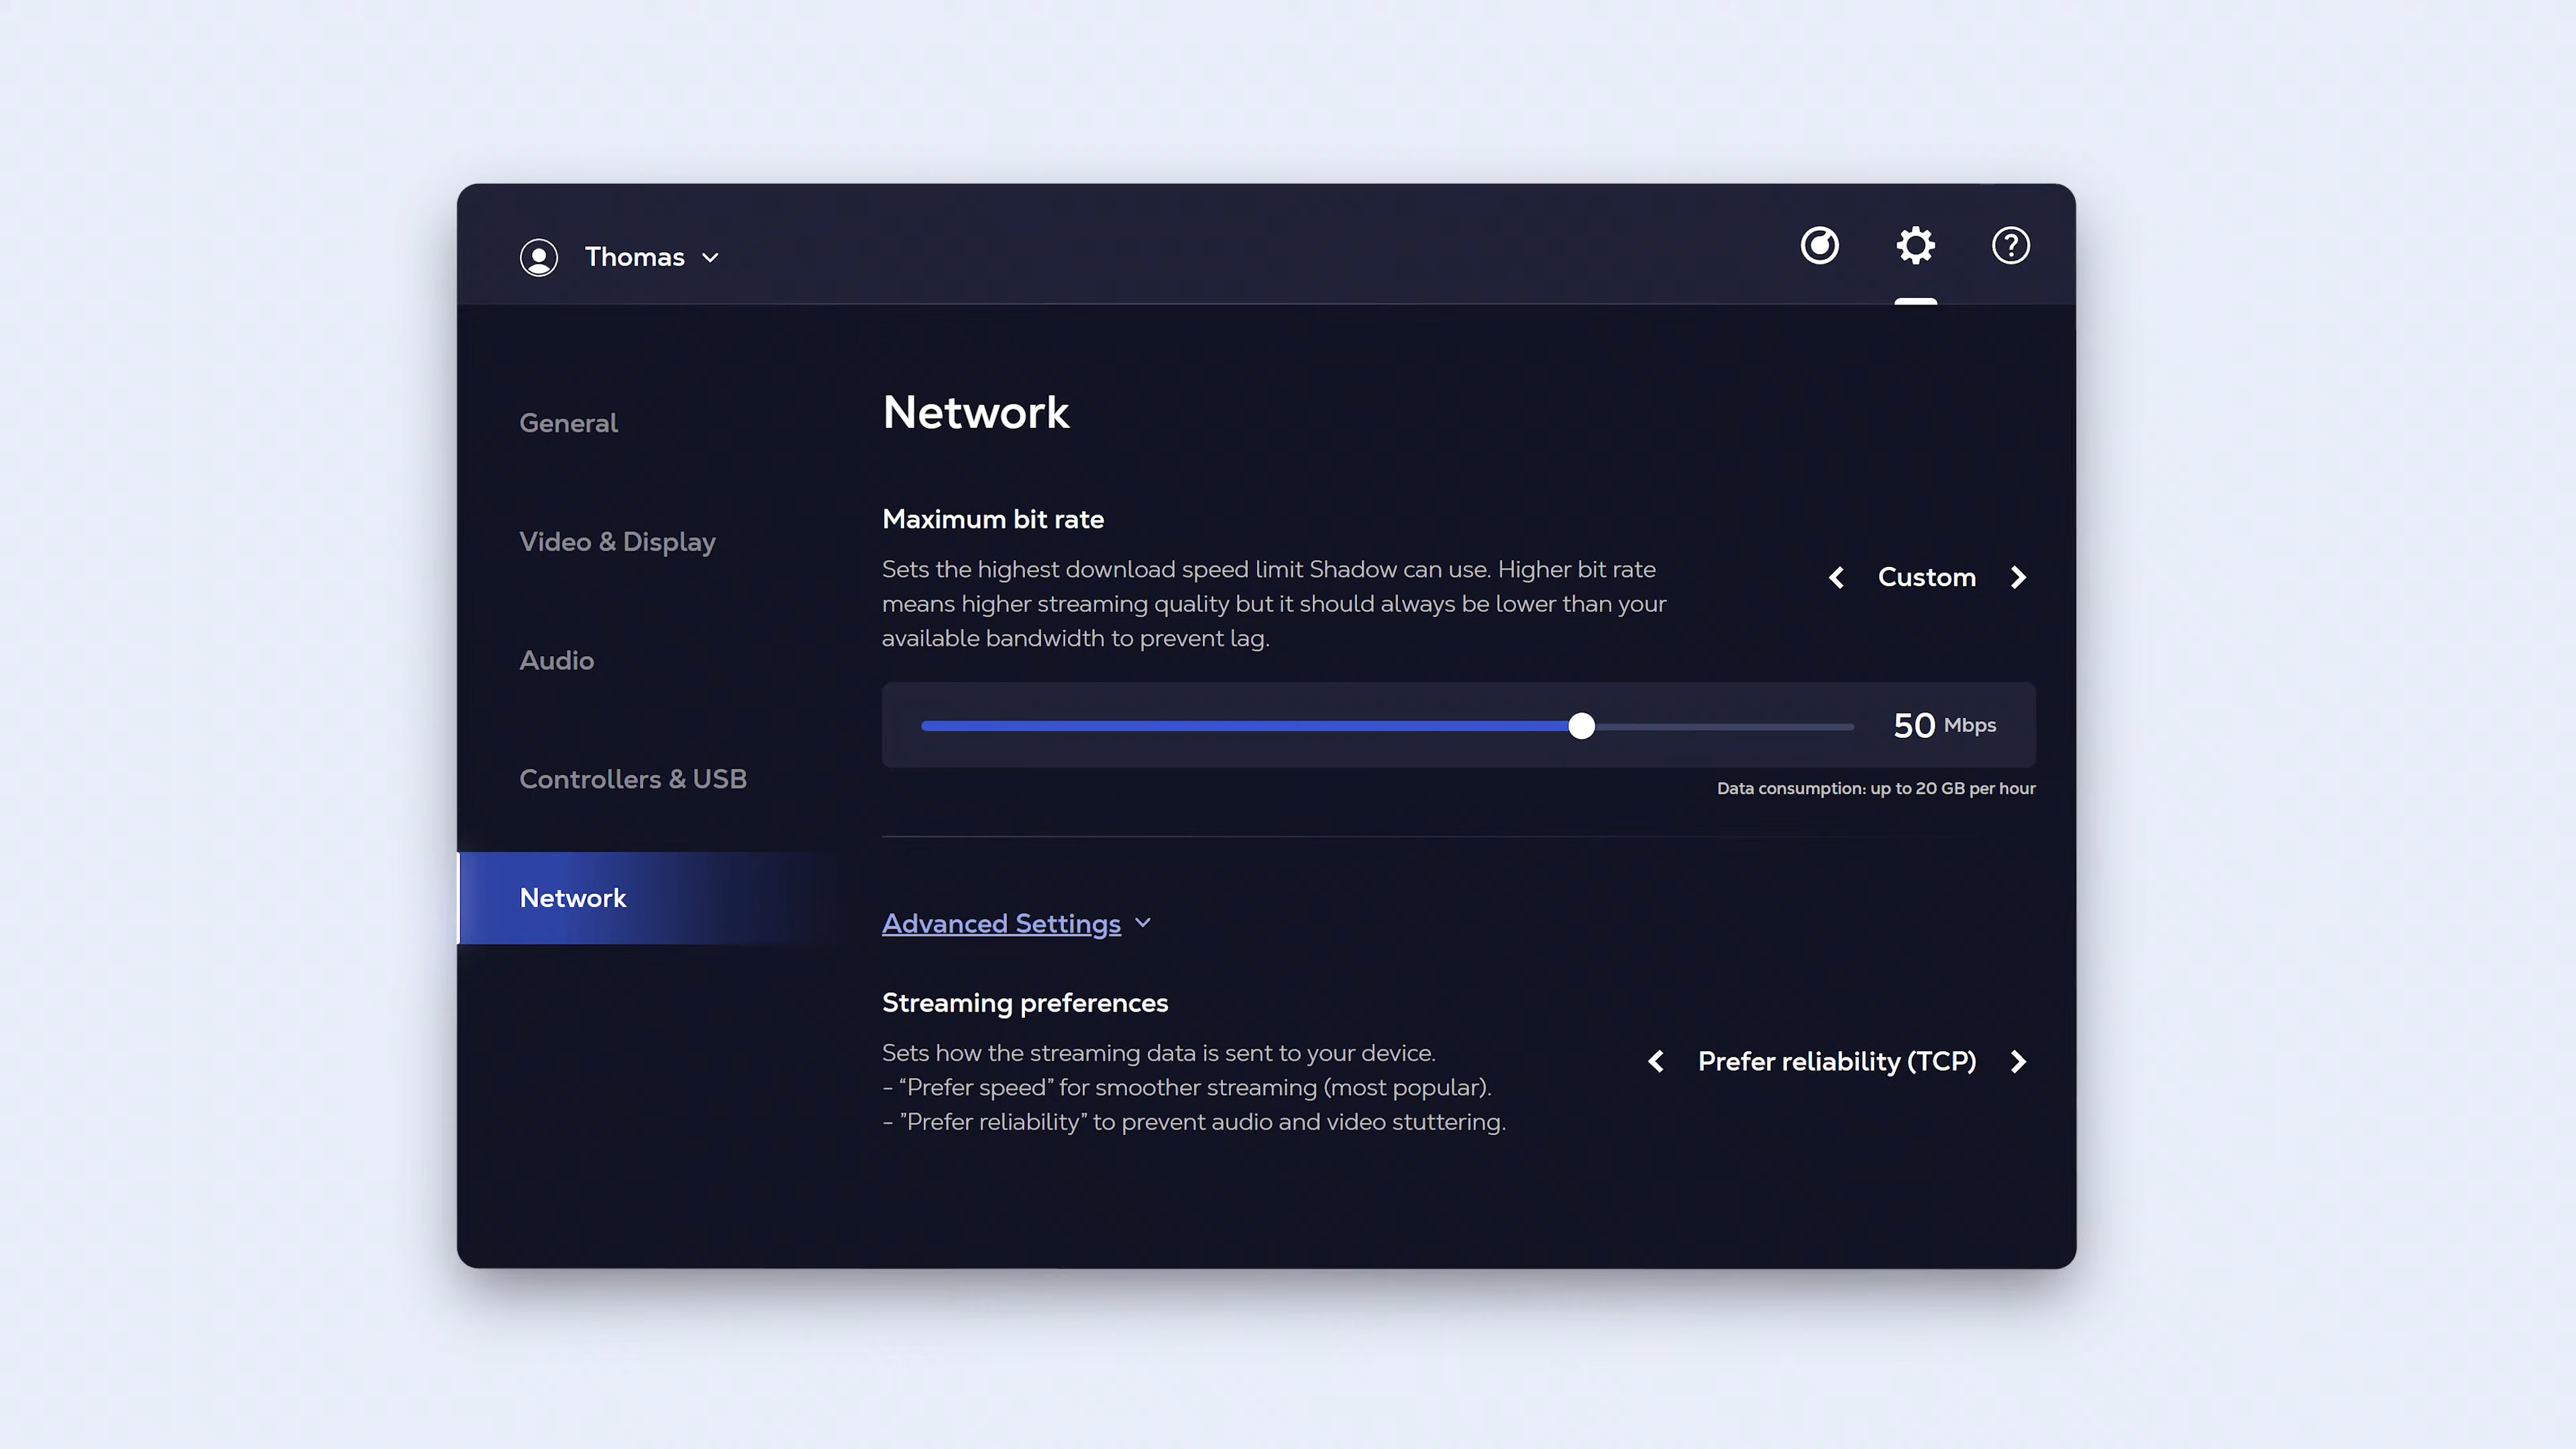 Thomas
General
Video & Display
Audio
Controllers & USB
Network
Network
Maximum bit rate
Sets the highest download speed limit Shadow can use. Higher bit rate
means higher streaming quality but it should always be lower than your
available bandwidth to prevent lag.
Custom
50 Mbps
Data consumption: up to 20 GB per hour
Advanced Settings
Streaming preferences
Sets how the streaming data is sent to your device.
- “Prefer speed” for smoother streaming (most popular).
- ”Prefer reliability” to prevent audio and video stuttering.
Prefer reliability (TCP)